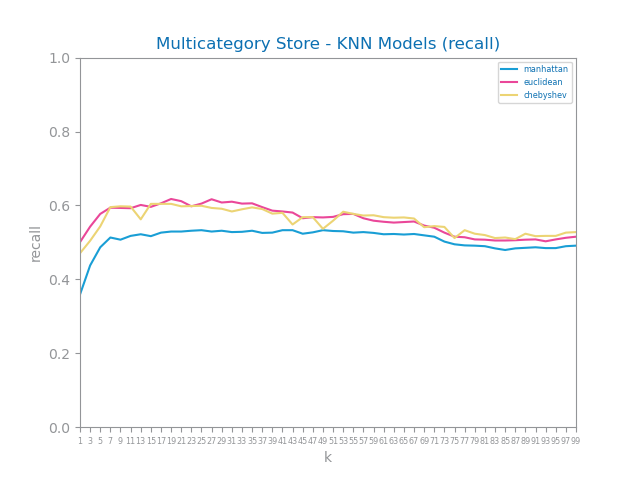 Multicategory Store - KNN Models (recall)
manhattan
euclidean
chebyshev
1.0
0.8
0.6
0.4
0.2
0.0
recall
1 3 5 7 9 11 13 15 17 19 21 23 25 27 29 31 33 35 37 39 41 43 45 47 49 51 53 55 57 59 61 63 65 67 69 71 73 75 77 79 81 83 85 87 89 91 93 95 97 99
k